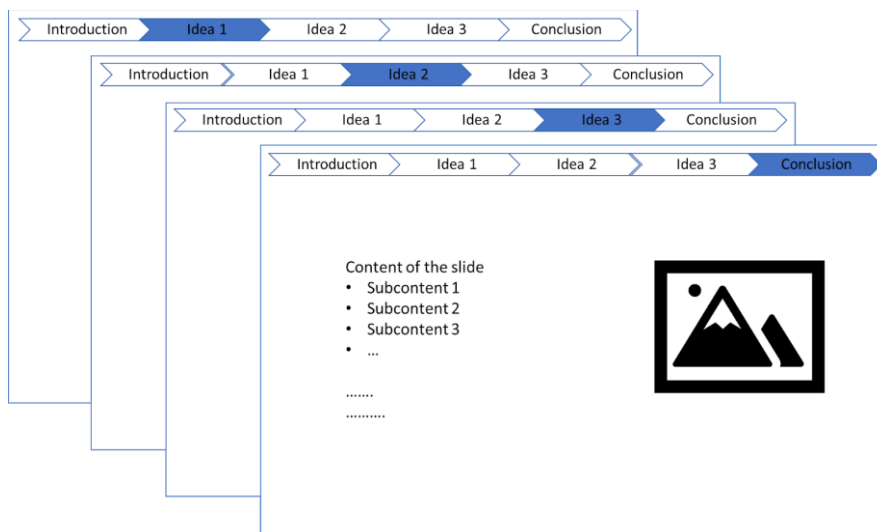 Introduction Idea 1 Idea 2 Idea 3 Conclusion
Introduction Idea 1 Idea 2 Idea 3 Conclusion
Introduction Idea 1 Idea 2 Idea 3 Conclusion
Introduction Idea 1 Idea 2 Idea 3 Conclusion
Content of the slide
• Subcontent 1
• Subcontent 2
• Subcontent 3
• ...
.......
..........